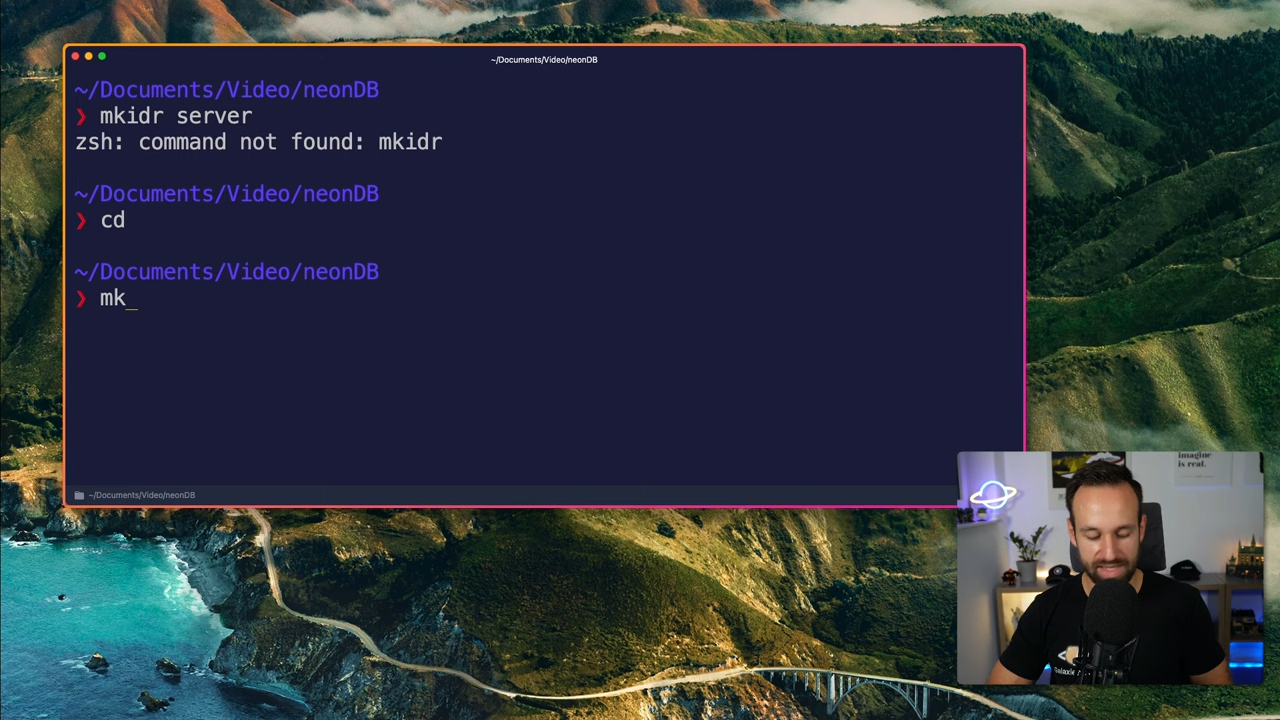 ~/Documents/Video/neonDB
~/Documents/Video/neonDB
❯ mkidr server
zsh: command not found: mkidr
~/Documents/Video/neonDB
❯ cd
~/Documents/Video/neonDB
❯ mk_
~/Documents/Video/neonDB
imagine
is real.